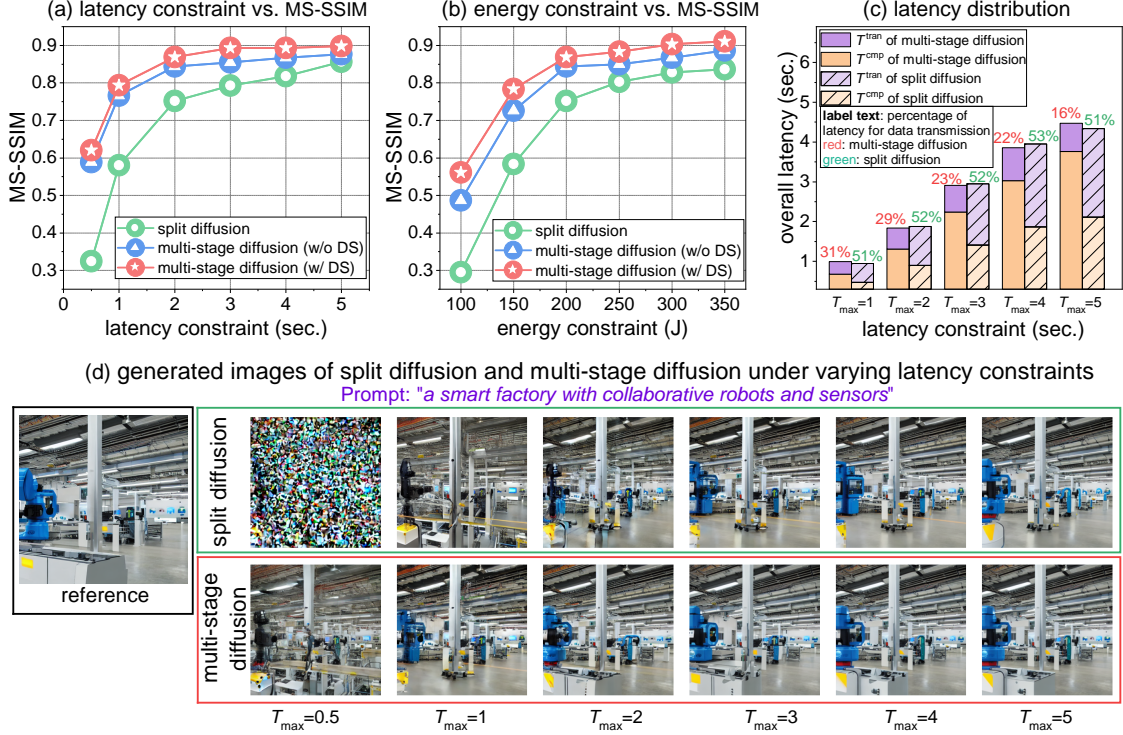 (a) latency constraint vs. MS-SSIM
MS-SSIM
0.9
0.8
0.7
0.6
0.5
0.4
0.3
split diffusion
multi-stage diffusion (w/o DS)
multi-stage diffusion (w/ DS)
0 1 2 3 4 5
latency constraint (sec.)
(b) energy constraint vs. MS-SSIM
MS-SSIM
0.9
0.8
0.7
0.6
0.5
0.4
0.3
split diffusion
multi-stage diffusion (w/o DS)
multi-stage diffusion (w/ DS)
100 150 200 250 300 350
energy constraint (J)
(c) latency distribution
overall latency (sec.)
6
5
4
3
2
1
T^tran of multi-stage diffusion
T^cmp of multi-stage diffusion
T^tran of split diffusion
T^cmp of split diffusion
label text: percentage of
latency for data transmission
red: multi-stage diffusion
green: split diffusion
31% 51%
29% 52%
23% 52%
22% 53%
16% 51%
T_max=1 T_max=2 T_max=3 T_max=4 T_max=5
latency constraint (sec.)
(d) generated images of split diffusion and multi-stage diffusion under varying latency constraints
Prompt: "a smart factory with collaborative robots and sensors"
reference
split diffusion
multi-stage
diffusion
T_max=0.5 T_max=1 T_max=2 T_max=3 T_max=4 T_max=5